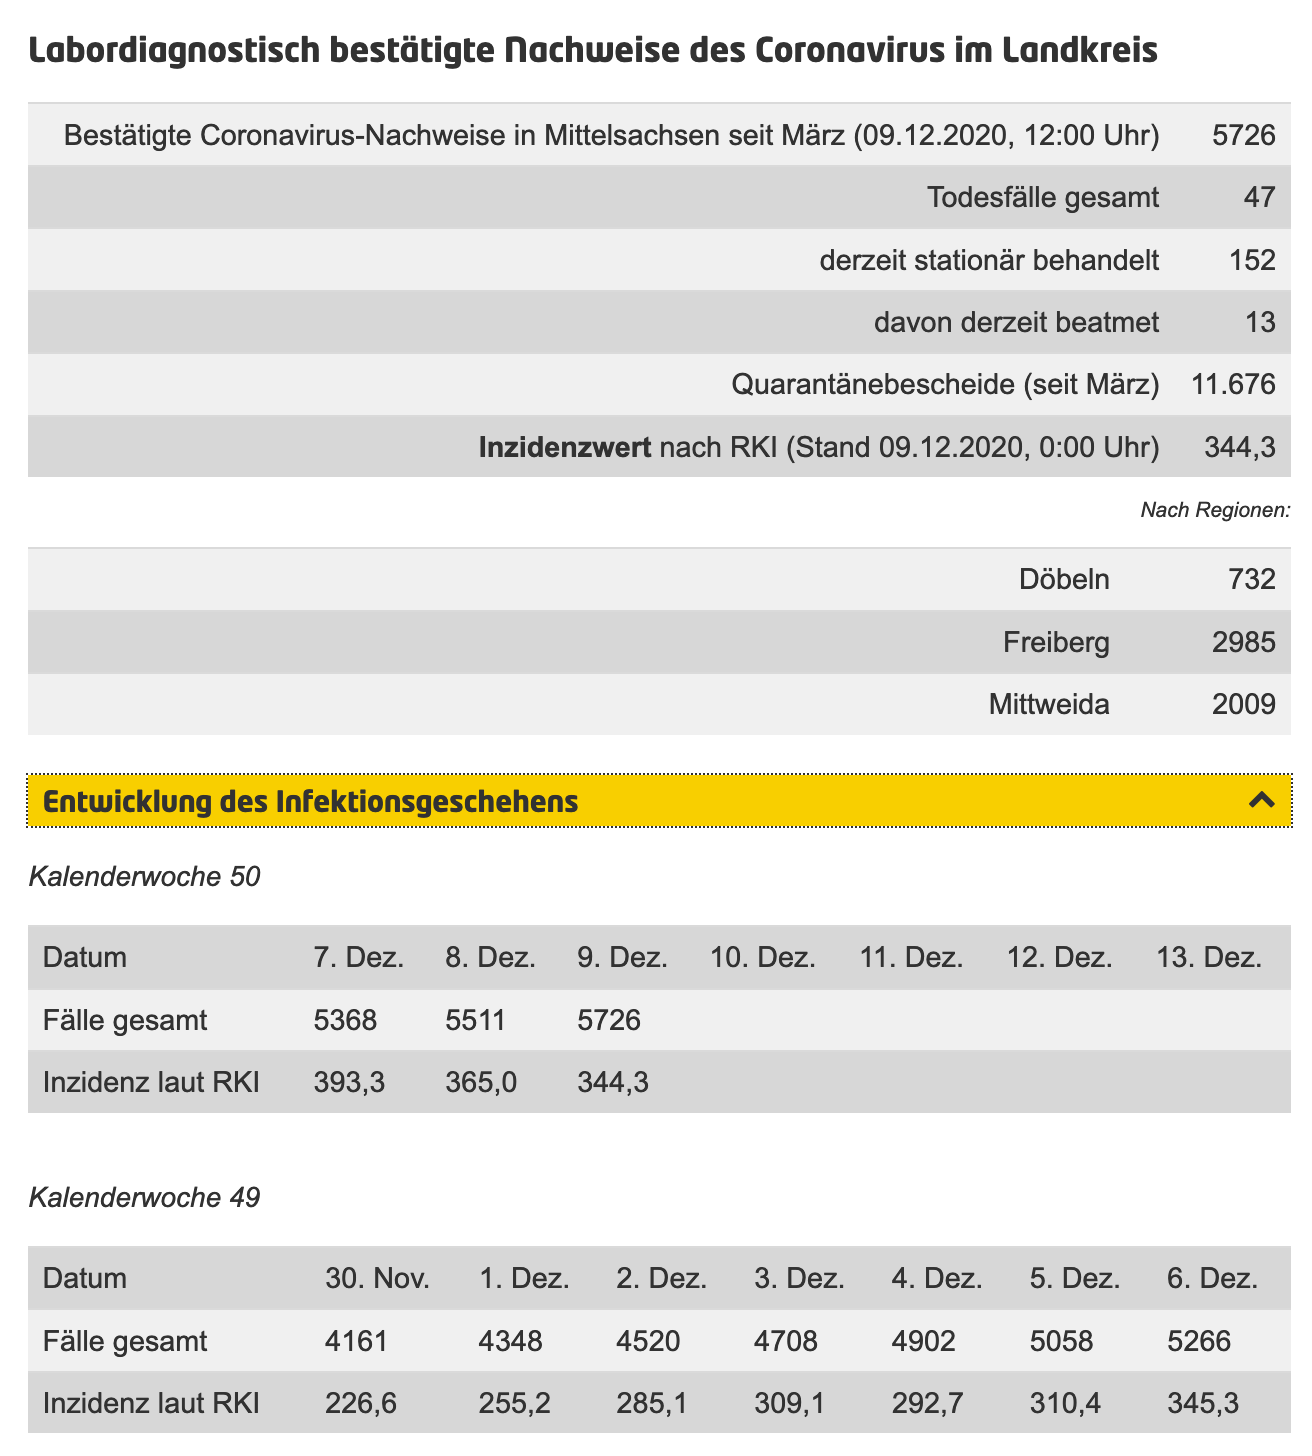 Labordiagnostisch bestätigte Nachweise des Coronavirus im Landkreis
Bestätigte Coronavirus-Nachweise in Mittelsachsen seit März (09.12.2020, 12:00 Uhr) 5726
Todesfälle gesamt 47
derzeit stationär behandelt 152
davon derzeit beatmet 13
Quarantänebescheide (seit März) 11.676
Inzidenzwert nach RKI (Stand 09.12.2020, 0:00 Uhr) 344,3
Nach Regionen:
Döbeln 732
Freiberg 2985
Mittweida 2009
Entwicklung des Infektionsgeschehens
Kalenderwoche 50
Datum 7. Dez. 8. Dez. 9. Dez. 10. Dez. 11. Dez. 12. Dez. 13. Dez.
Fälle gesamt 5368 5511 5726
Inzidenz laut RKI 393,3 365,0 344,3
Kalenderwoche 49
Datum 30. Nov. 1. Dez. 2. Dez. 3. Dez. 4. Dez. 5. Dez. 6. Dez.
Fälle gesamt 4161 4348 4520 4708 4902 5058 5266
Inzidenz laut RKI 226,6 255,2 285,1 309,1 292,7 310,4 345,3